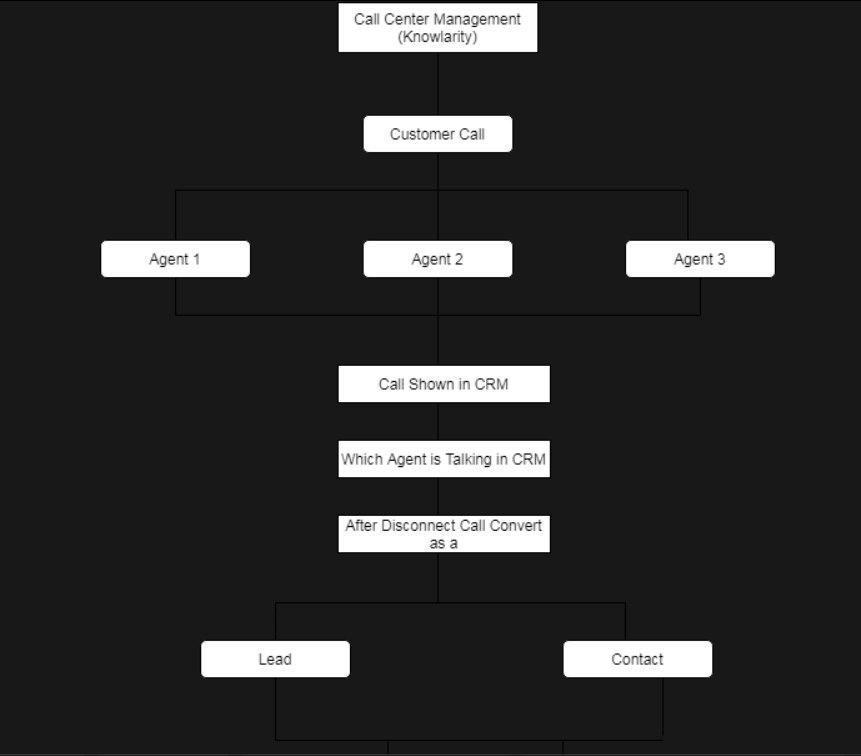 Call Center Management
(Knowlarity)
Customer Call
Agent 1
Agent 2
Agent 3
Call Shown in CRM
Which Agent is Talking in CRM
After Disconnect Call Convert
as a
Lead
Contact